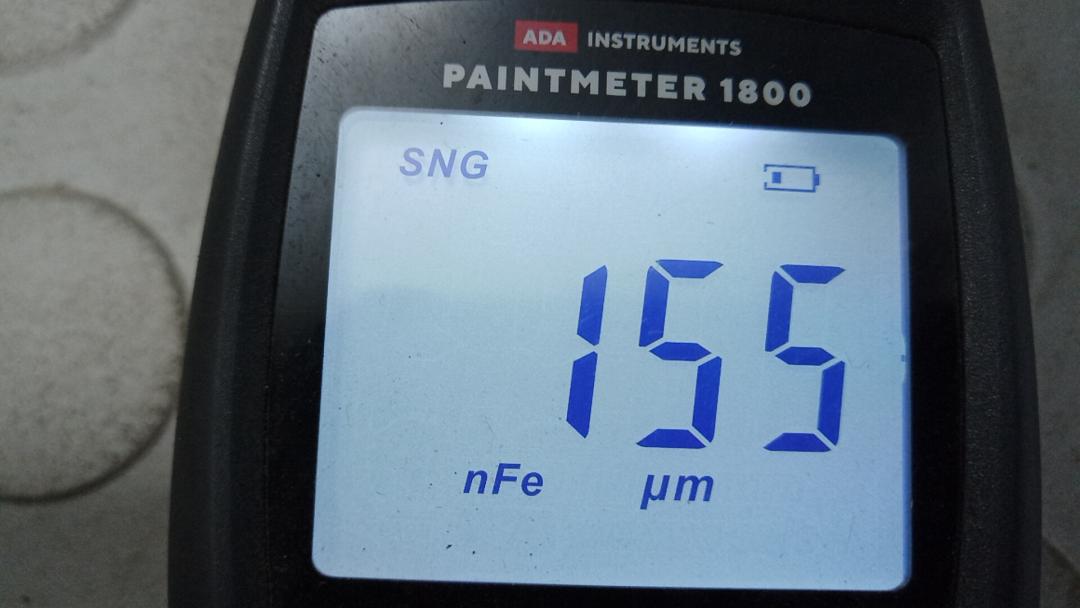 ADA INSTRUMENTS
PAINTMETER 1800
SNG
155
nFe µm